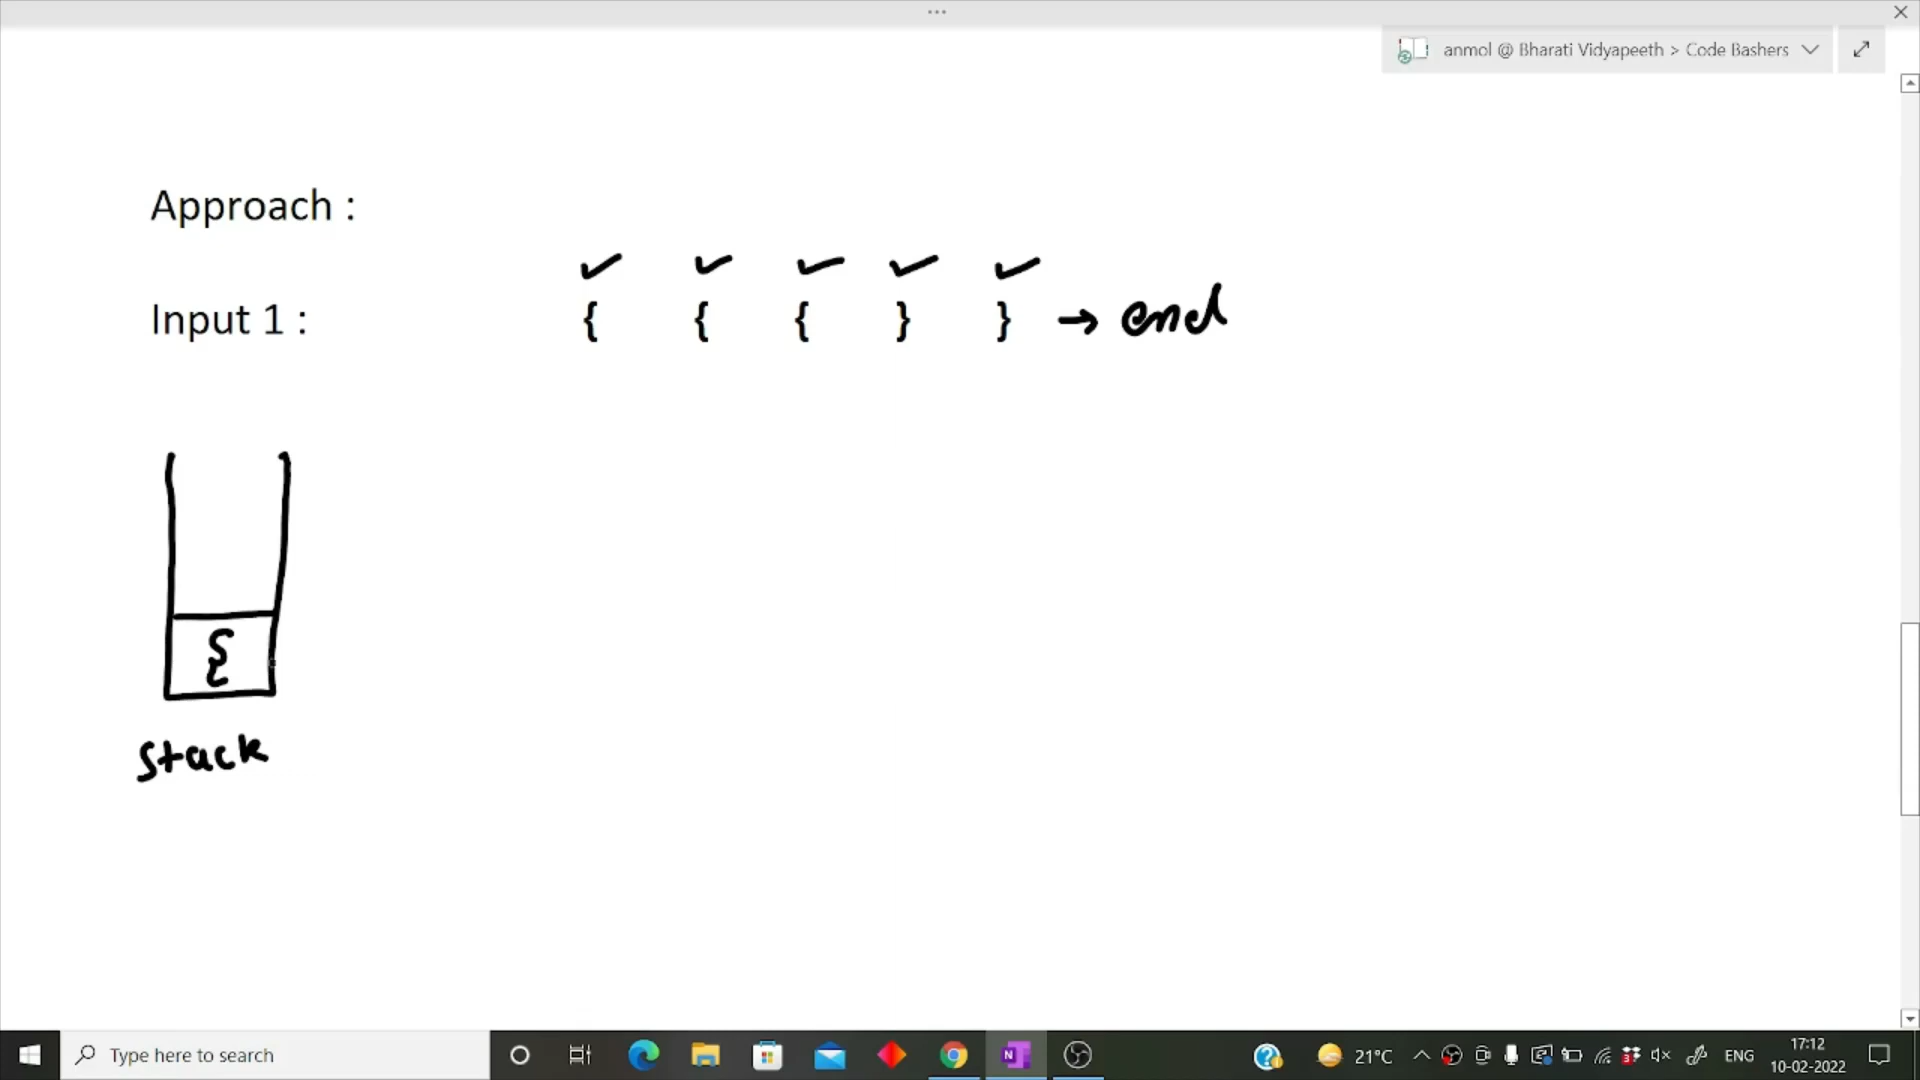 anmol @ Bharati Vidyapeeth > Code Bashers
Approach :
Input 1 : { { { } } → end
{
Stack
Type here to search
21°C
ENG
17:12
10-02-2022